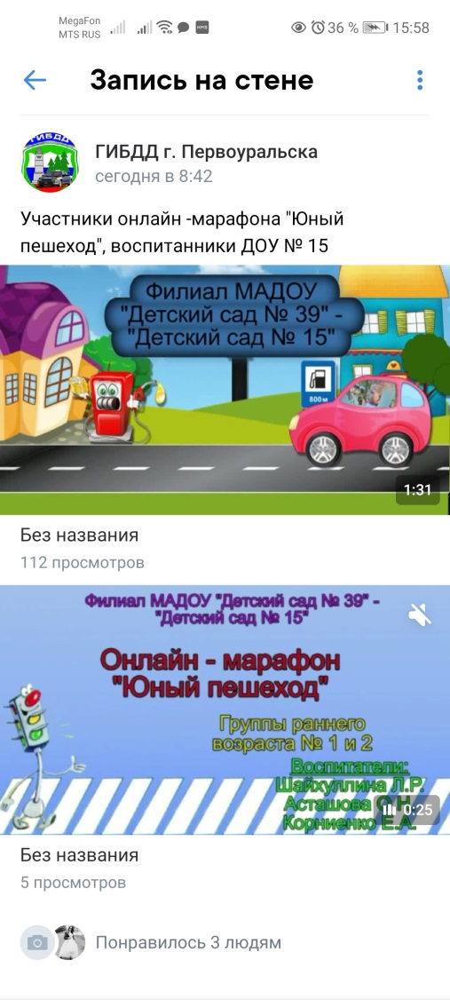 MegaFon
MTS RUS
36 %
15:58
Запись на стене
ГИБДД
ГИБДД г. Первоуральска
сегодня в 8:42
Участники онлайн -марафона "Юный
пешеход", воспитанники ДОУ № 15
Филиал МАДОУ
"Детский сад № 39" -
"Детский сад № 15"
800м
1:31
Без названия
112 просмотров
Филиал МАДОУ "Детский сад № 39" -
"Детский сад № 15"
Онлайн - марафон
"Юный пешеход"
Группы раннего
возраста № 1 и 2
Воспитатели:
Шайхуллина Л.Р.
Асташова О.Н.
0:25
Корниенко Е.А.
Без названия
5 просмотров
Понравилось 3 людям